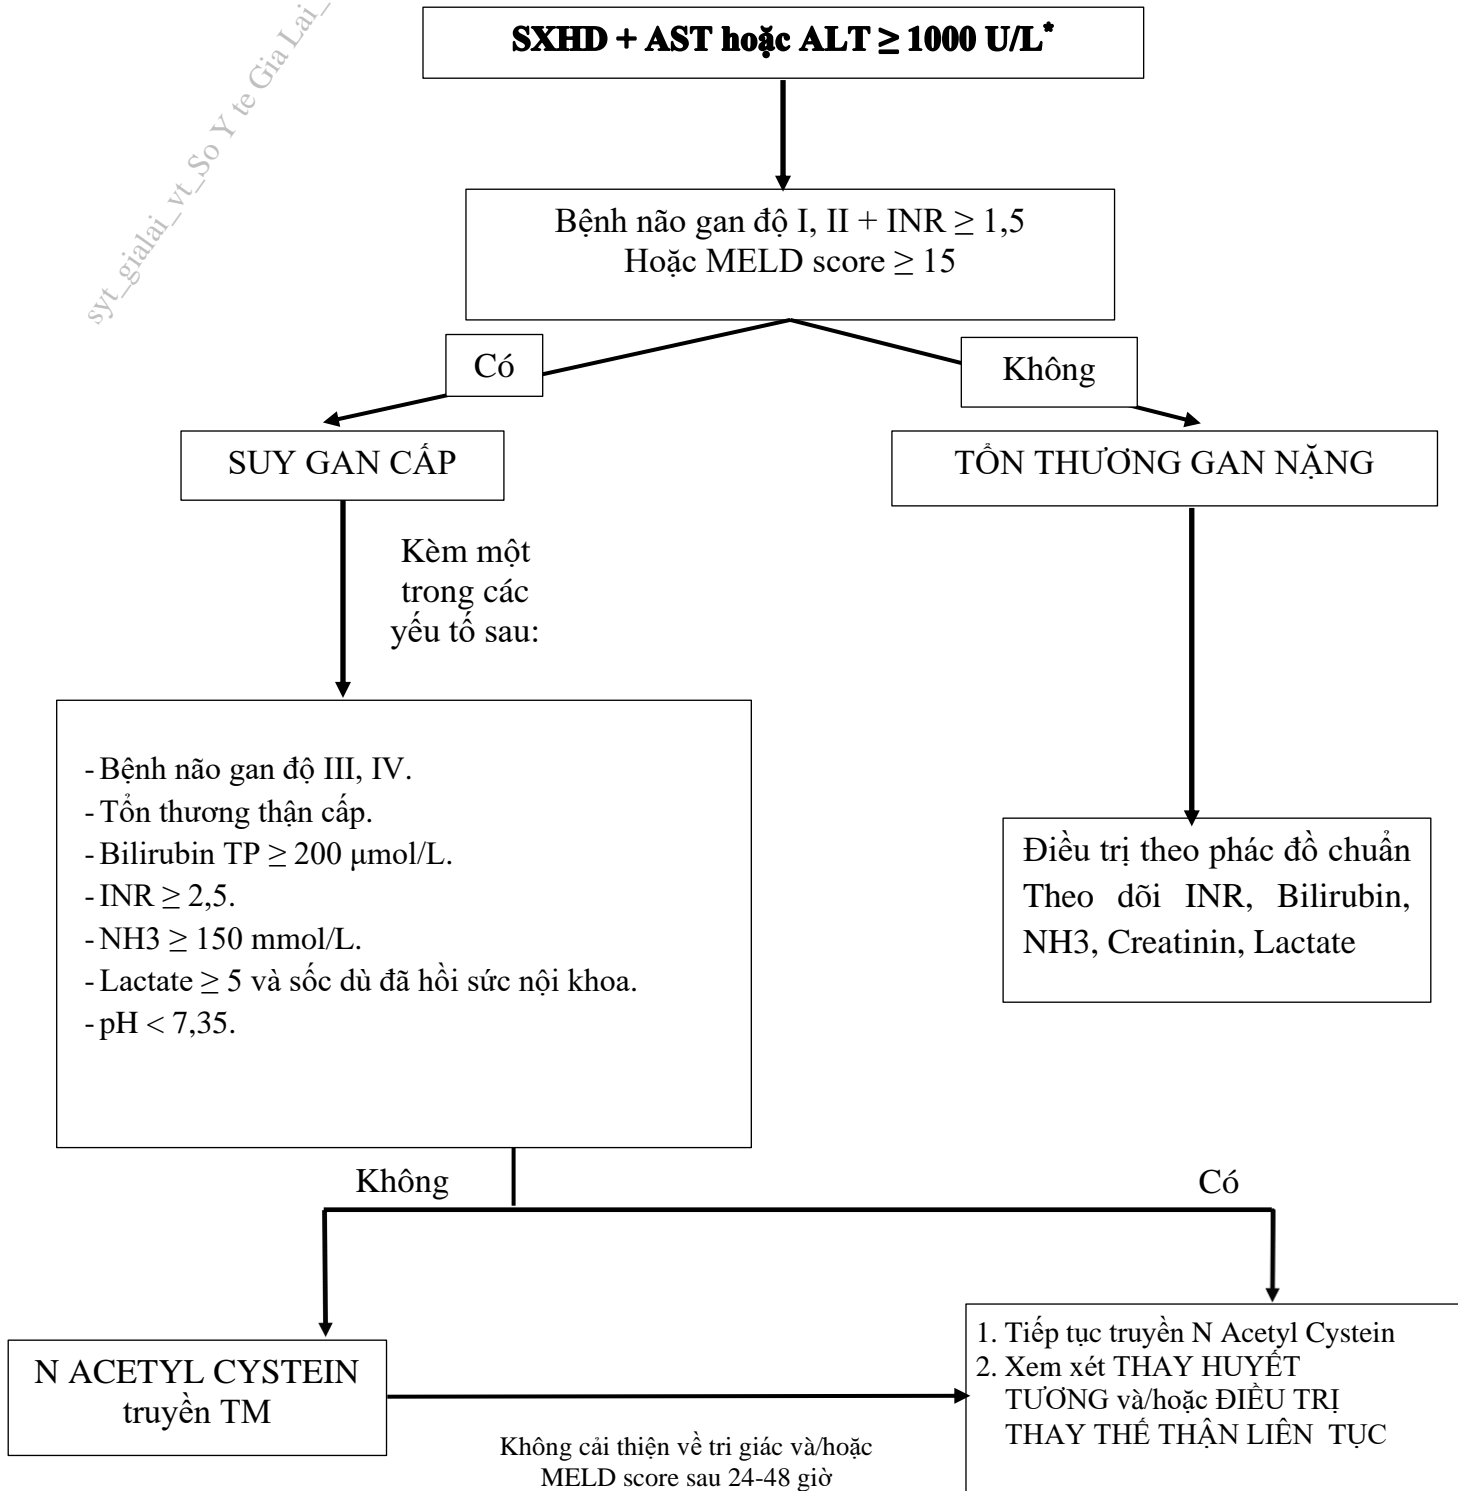 syt_gialai_vt_So Y te Gia Lai_
SXHD + AST hoặc ALT ≥ 1000 U/L*
Bệnh não gan độ I, II + INR ≥ 1,5
Hoặc MELD score ≥ 15
Có
Không
SUY GAN CẤP
TỔN THƯƠNG GAN NẶNG
Kèm một
trong các
yếu tố sau:
- Bệnh não gan độ III, IV.
- Tổn thương thận cấp.
- Bilirubin TP ≥ 200 μmol/L.
- INR ≥ 2,5.
- NH3 ≥ 150 mmol/L.
- Lactate ≥ 5 và sốc dù đã hồi sức nội khoa.
- pH < 7,35.
Điều trị theo phác đồ chuẩn
Theo dõi INR, Bilirubin,
NH3, Creatinin, Lactate
Không
Có
N ACETYL CYSTEIN
truyền TM
Không cải thiện về tri giác và/hoặc
MELD score sau 24-48 giờ
1. Tiếp tục truyền N Acetyl Cystein
2. Xem xét THAY HUYẾT
TƯƠNG và/hoặc ĐIỀU TRỊ
THAY THẾ THẬN LIÊN TỤC